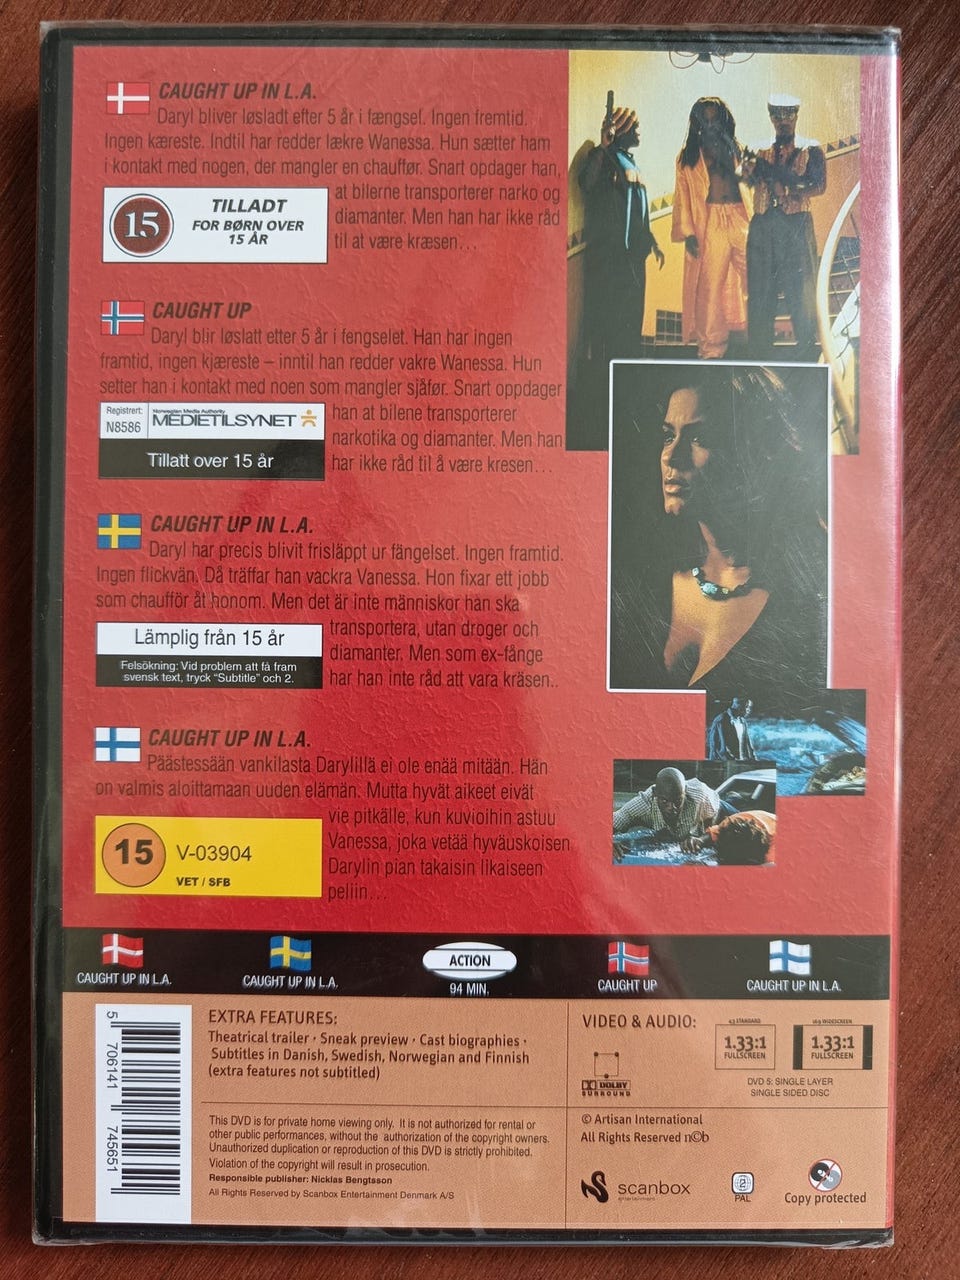 CAUGHT UP IN L.A.
Daryl bliver løsladt efter 5 år i fængsel. Ingen fremtid.
Ingen kæreste. Indtil har redder lækre Wanessa. Hun sætter ham
i kontakt med nogen, der mangler en chauffør. Snart opdager han,
at bilerne transporterer narko og
diamanter. Men han har ikke råd
til at være kræsen...
15
TILLADT
FOR BØRN OVER
15 ÅR
CAUGHT UP
Daryl blir løslatt etter 5 år i fengselet. Han har ingen
framtid, ingen kjæreste – inntil han redder vakre Wanessa. Hun
setter han i kontakt med noen som mangler sjåfør. Snart oppdager
han at bilene transporterer
narkotika og diamanter. Men han
har ikke råd til å være kresen...
Registrert:
N8586
Norwegian Media Authority
MEDIETILSYNET
Tillatt over 15 år
CAUGHT UP IN L.A.
Daryl har precis blivit frisläppt ur fängelset. Ingen framtid.
Ingen flickvän. Då träffar han vackra Vanessa. Hon fixar ett jobb
som chaufför åt honom. Men det är inte människor han ska
transportera, utan droger och
diamanter. Men som ex-fånge
har han inte råd att vara kräsen..
Lämplig från 15 år
Felsökning: Vid problem att få fram
svensk text, tryck "Subtitle" och 2.
CAUGHT UP IN L.A.
Päästessään vankilasta Darylillä ei ole enää mitään. Hän
on valmis aloittamaan uuden elämän. Mutta hyvät aikeet eivät
vie pitkälle, kun kuvioihin astuu
Vanessa, joka vetää hyväuskoisen
Darylin pian takaisin likaiseen
peliin...
15
V-03904
VET / SFB
CAUGHT UP IN L.A.
CAUGHT UP IN L.A.
ACTION
94 MIN.
CAUGHT UP
CAUGHT UP IN L.A.
5 706141 745651
EXTRA FEATURES:
Theatrical trailer · Sneak preview · Cast biographies ·
Subtitles in Danish, Swedish, Norwegian and Finnish
(extra features not subtitled)
VIDEO & AUDIO:
DOLBY
SURROUND
4:3 STANDARD
1.33:1
FULLSCREEN
16:9 WIDESCREEN
1.33:1
FULLSCREEN
DVD 5: SINGLE LAYER
SINGLE SIDED DISC
This DVD is for private home viewing only. It is not authorized for rental or
other public performances, without the authorization of the copyright owners.
Unauthorized duplication or reproduction of this DVD is strictly prohibited.
Violation of the copyright will result in prosecution.
Responsible publisher: Nicklas Bengtsson
All Rights Reserved by Scanbox Entertainment Denmark A/S
© Artisan International
All Rights Reserved n©b
scanbox
entertainment
2
PAL
Copy protected